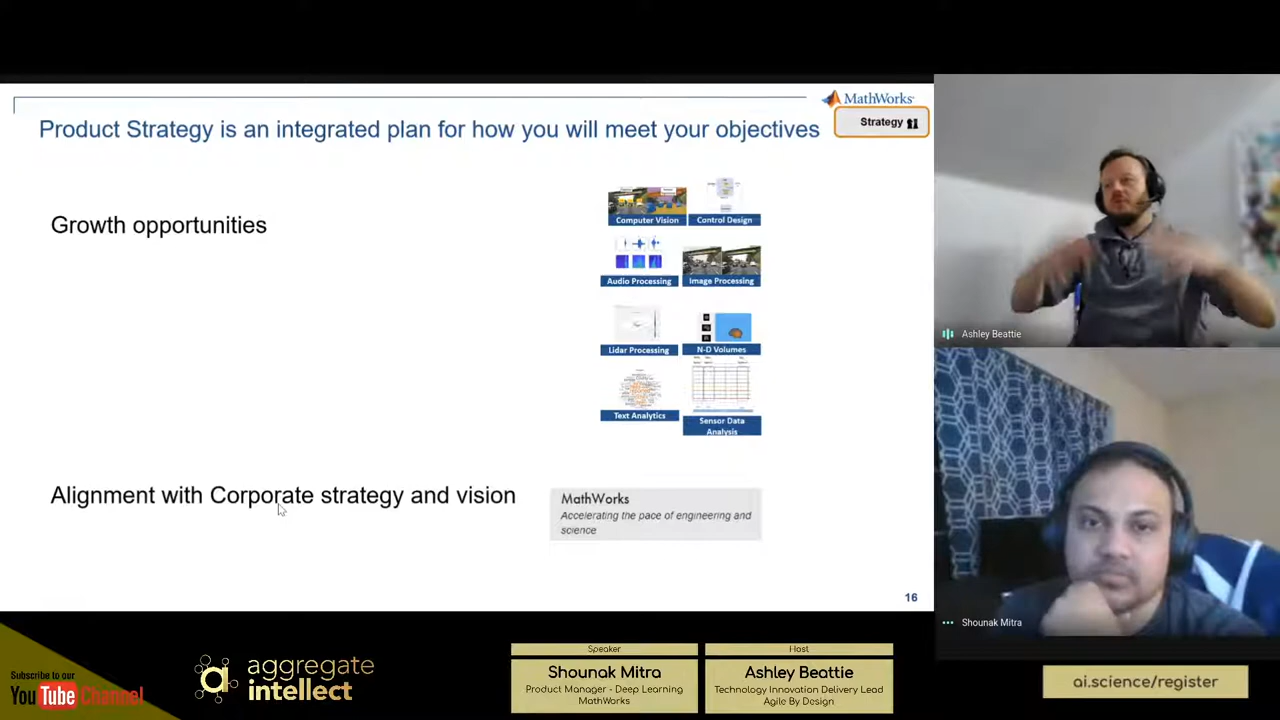 MathWorks
Strategy
Product Strategy is an integrated plan for how you will meet your objectives
Growth opportunities
Computer Vision
Control Design
Audio Processing
Image Processing
Lidar Processing
N-D Volumes
Text Analytics
Sensor Data
Analysis
Alignment with Corporate strategy and vision
MathWorks
Accelerating the pace of engineering and
science
16
Ashley Beattie
Shounak Mitra
Subscribe to our
YouTube Channel
aggregate
intellect
Speaker
Shounak Mitra
Product Manager - Deep Learning
MathWorks
Host
Ashley Beattie
Technology Innovation Delivery Lead
Agile By Design
ai.science/register